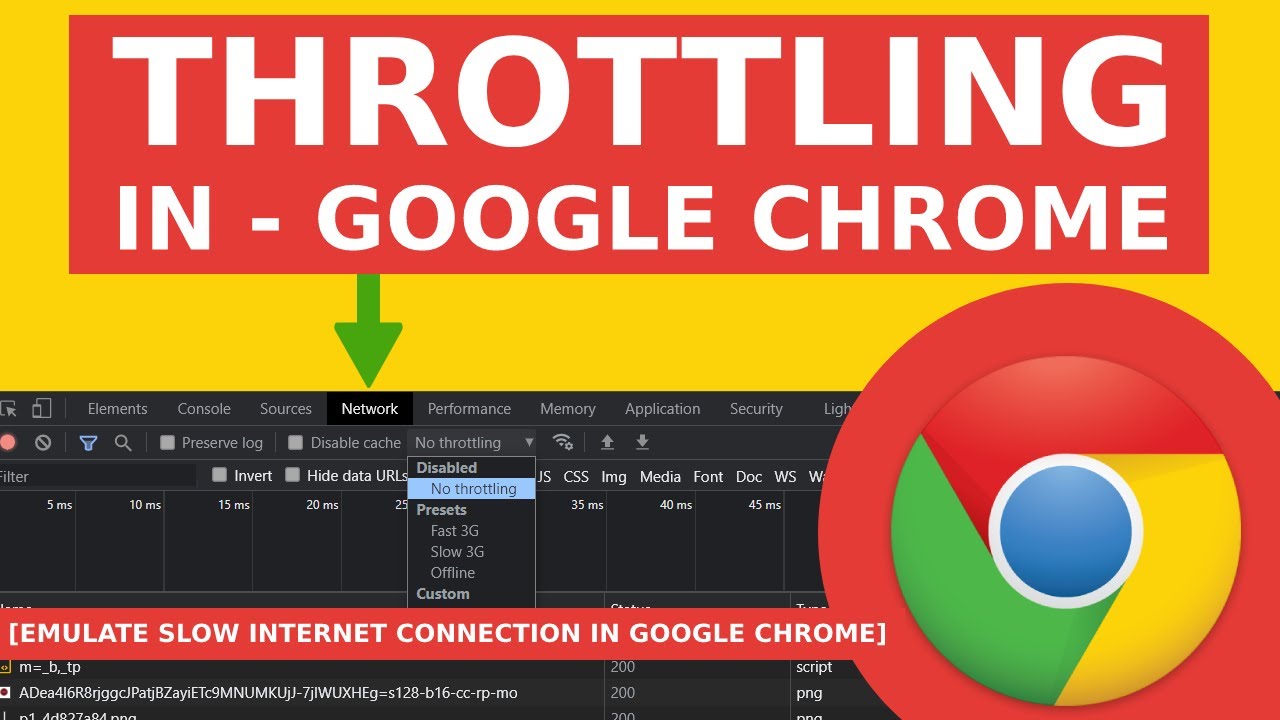 THROTTLING
IN - GOOGLE CHROME
Elements Console Sources Network Performance Memory Application Security
Preserve log Disable cache No throttling
Disabled
Filter Invert Hide data URLs JS CSS Img Media Font Doc WS
No throttling
5 ms 10 ms 15 ms 20 ms 35 ms 40 ms 45 ms
Presets
Fast 3G
Slow 3G
Offline
Custom
[EMULATE SLOW INTERNET CONNECTION IN GOOGLE CHROME]
m=_b,_tp 200 script
ADea4I6R8rjggcJPatjBZayiETc9MNUMKUjJ-7jIWUXHEg=s128-b16-cc-rp-mo 200 png
p1_4d827a84.png 200 png